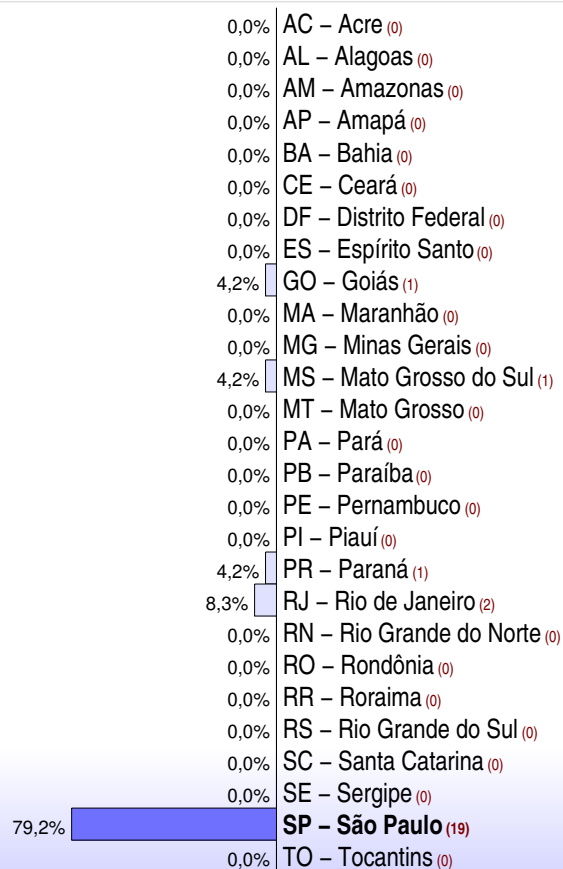 0,0% AC – Acre (0)
0,0% AL – Alagoas (0)
0,0% AM – Amazonas (0)
0,0% AP – Amapá (0)
0,0% BA – Bahia (0)
0,0% CE – Ceará (0)
0,0% DF – Distrito Federal (0)
0,0% ES – Espírito Santo (0)
4,2% GO – Goiás (1)
0,0% MA – Maranhão (0)
0,0% MG – Minas Gerais (0)
4,2% MS – Mato Grosso do Sul (1)
0,0% MT – Mato Grosso (0)
0,0% PA – Pará (0)
0,0% PB – Paraíba (0)
0,0% PE – Pernambuco (0)
0,0% PI – Piauí (0)
4,2% PR – Paraná (1)
8,3% RJ – Rio de Janeiro (2)
0,0% RN – Rio Grande do Norte (0)
0,0% RO – Rondônia (0)
0,0% RR – Roraima (0)
0,0% RS – Rio Grande do Sul (0)
0,0% SC – Santa Catarina (0)
0,0% SE – Sergipe (0)
79,2% SP – São Paulo (19)
0,0% TO – Tocantins (0)